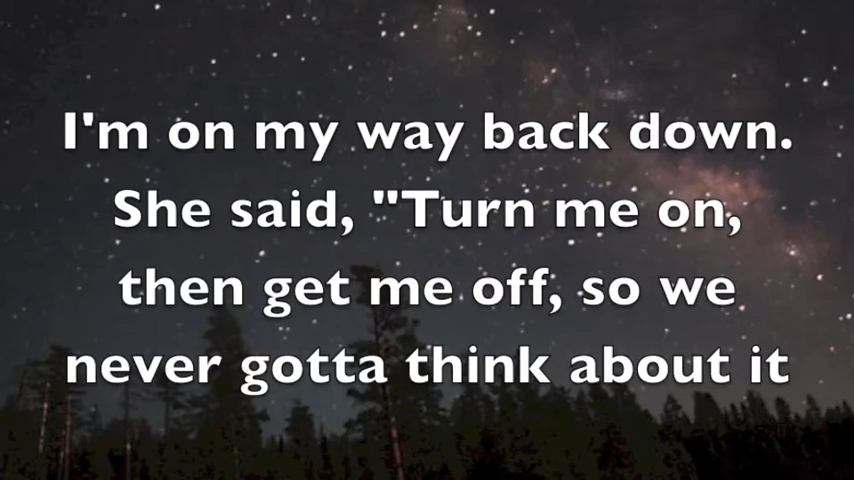 I'm on my way back down.
She said, "Turn me on,
then get me off, so we
never gotta think about it